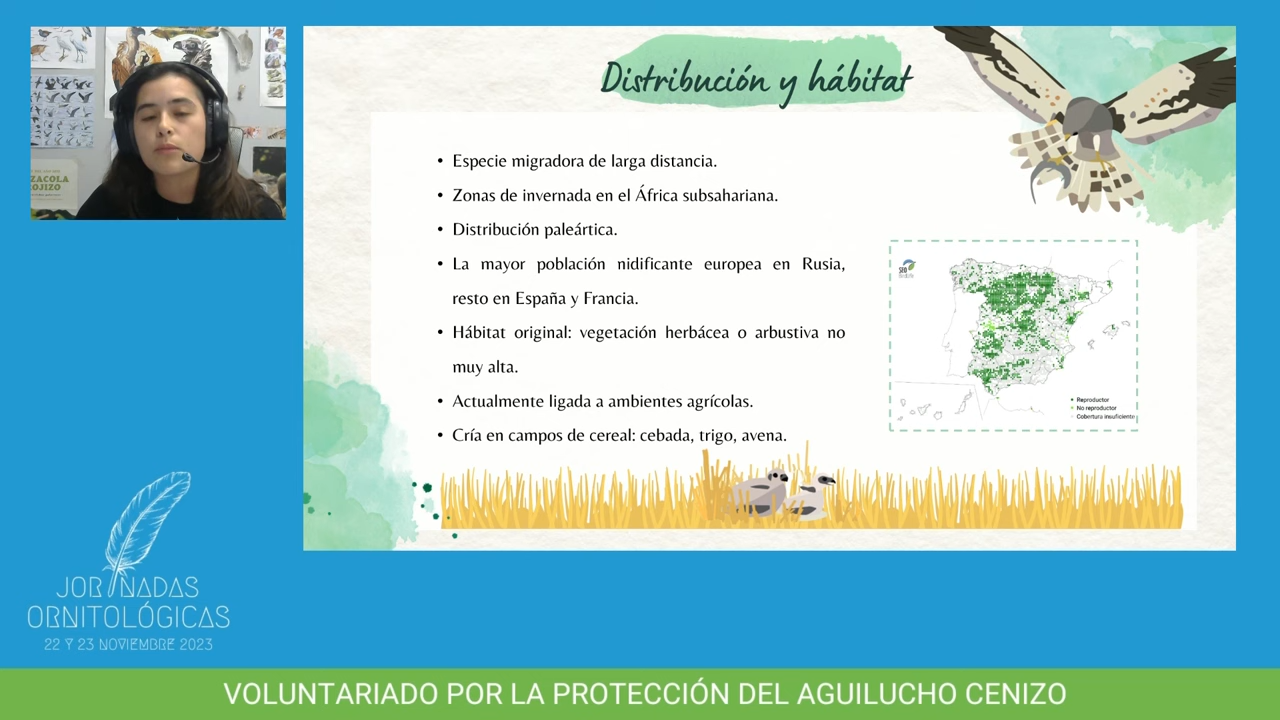 Distribución y hábitat
• Especie migradora de larga distancia.
• Zonas de invernada en el África subsahariana.
• Distribución paleártica.
• La mayor población nidificante europea en Rusia,
resto en España y Francia.
• Hábitat original: vegetación herbácea o arbustiva no
muy alta.
• Actualmente ligada a ambientes agrícolas.
• Cría en campos de cereal: cebada, trigo, avena.
SEO
Reproductor
No reproductor
Cobertura insuficiente
ZACOLA
ROJIZO
JORNADAS
ORNITOLÓGICAS
22 Y 23 NOVIEMBRE 2023
VOLUNTARIADO POR LA PROTECCIÓN DEL AGUILUCHO CENIZO